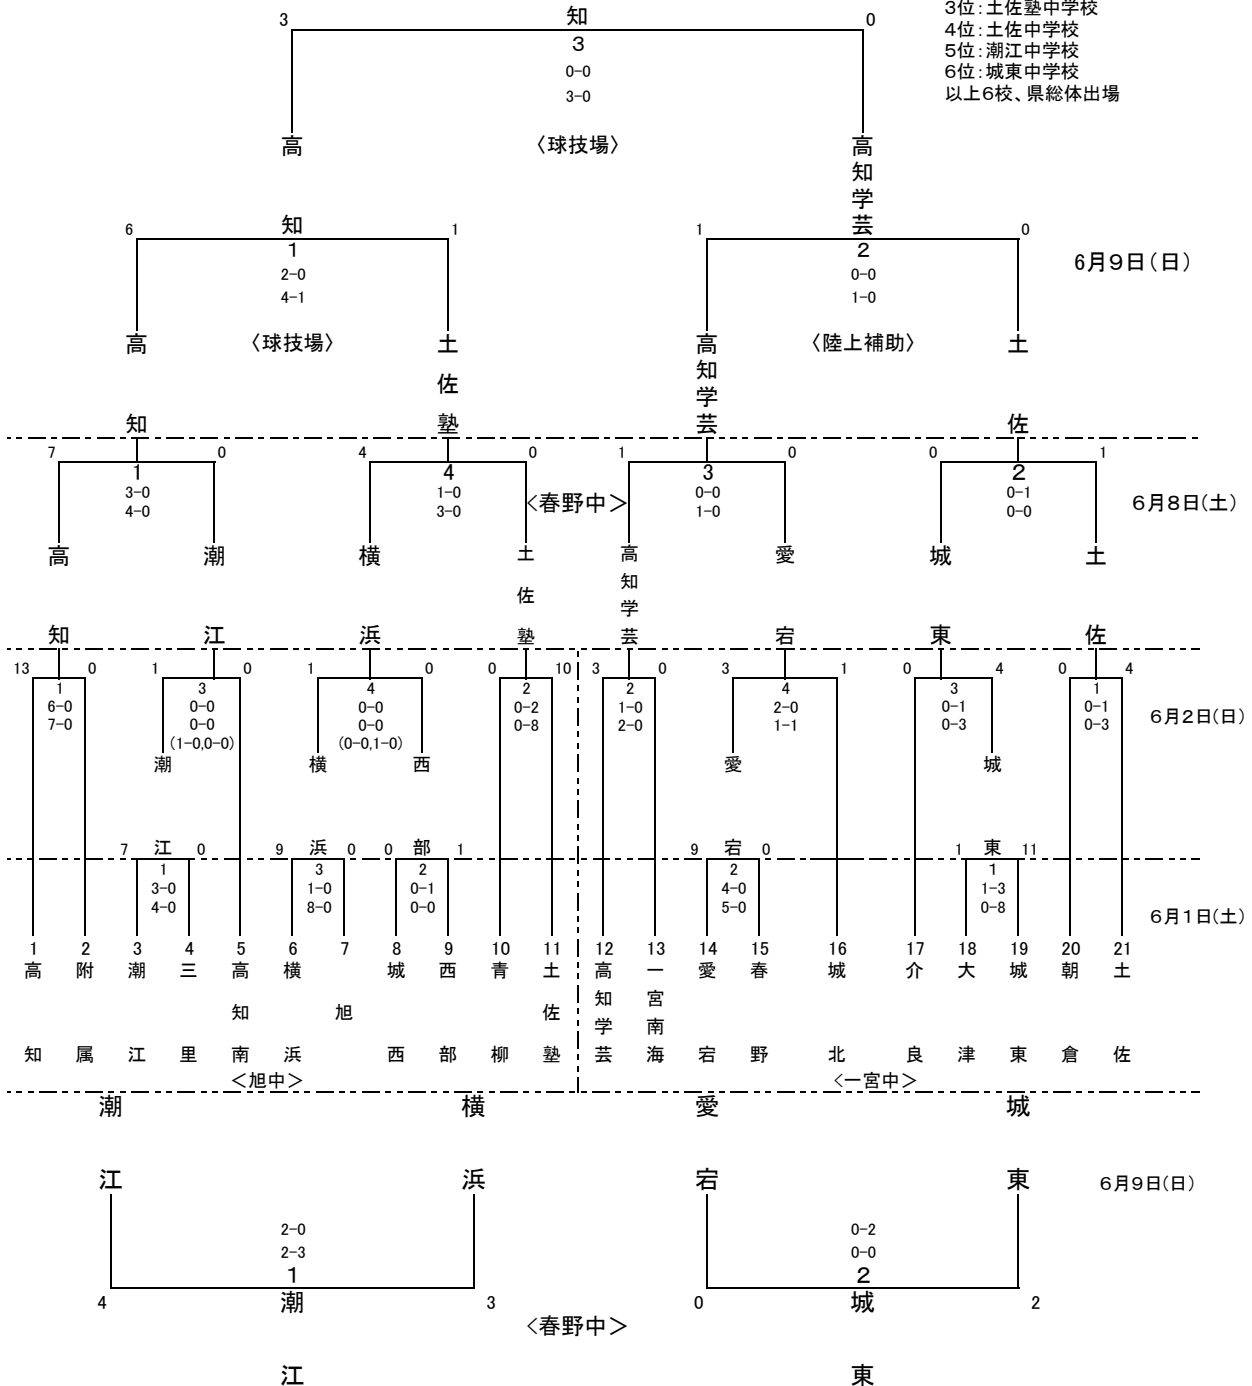 3 知 0
3位：土佐塾中学校
4位：土佐中学校
5位：潮江中学校
6位：城東中学校
以上6校、県総体出場
3
0-0
3-0
高 〈球技場〉 高知学芸
6 知 1 1 0
1 2
2-0 0-0
4-1 1-0
6月9日（日）
高 〈球技場〉 土佐塾 高知学芸 〈陸上補助〉 土
知 佐
7 0 4 0 1 0 0 1
1 4 3 2
3-0 1-0 0-0 0-1
4-0 3-0 1-0 0-0
＜春野中＞
6月8日(土)
高 潮 横 土佐塾 高知学芸 愛 城 土
知 江 浜 宕 東 佐
13 0 1 0 1 0 0 10 3 0 3 1 0 4 0 4
1 3 4 2 2 4 3 1
6-0 0-0 0-0 0-2 1-0 2-0 0-1 0-1
7-0 0-0 0-0 0-8 2-0 1-1 0-3 0-3
(1-0,0-0) (0-0,1-0)
6月2日(日)
潮 横 西 愛 城
7 江 0 9 浜 0 0 部 1 9 宕 0 1 東 11
1 3 2 2 1
3-0 1-0 0-1 4-0 1-3
4-0 8-0 0-0 5-0 0-8
6月1日(土)
1 2 3 4 5 6 7 8 9 10 11 12 13 14 15 16 17 18 19 20 21
高知 附属 潮江 三里 高知南 横浜 旭 城西 西部 青柳 土佐塾 高知学芸 一宮南海 愛宕 春野 城北 介良 大津 城東 朝倉 土佐
＜旭中＞ ＜一宮中＞
潮江 横浜 愛宕 城東
6月9日(日)
2-0 0-2
2-3 0-0
1 2
4 潮江 3 0 城東 2
＜春野中＞